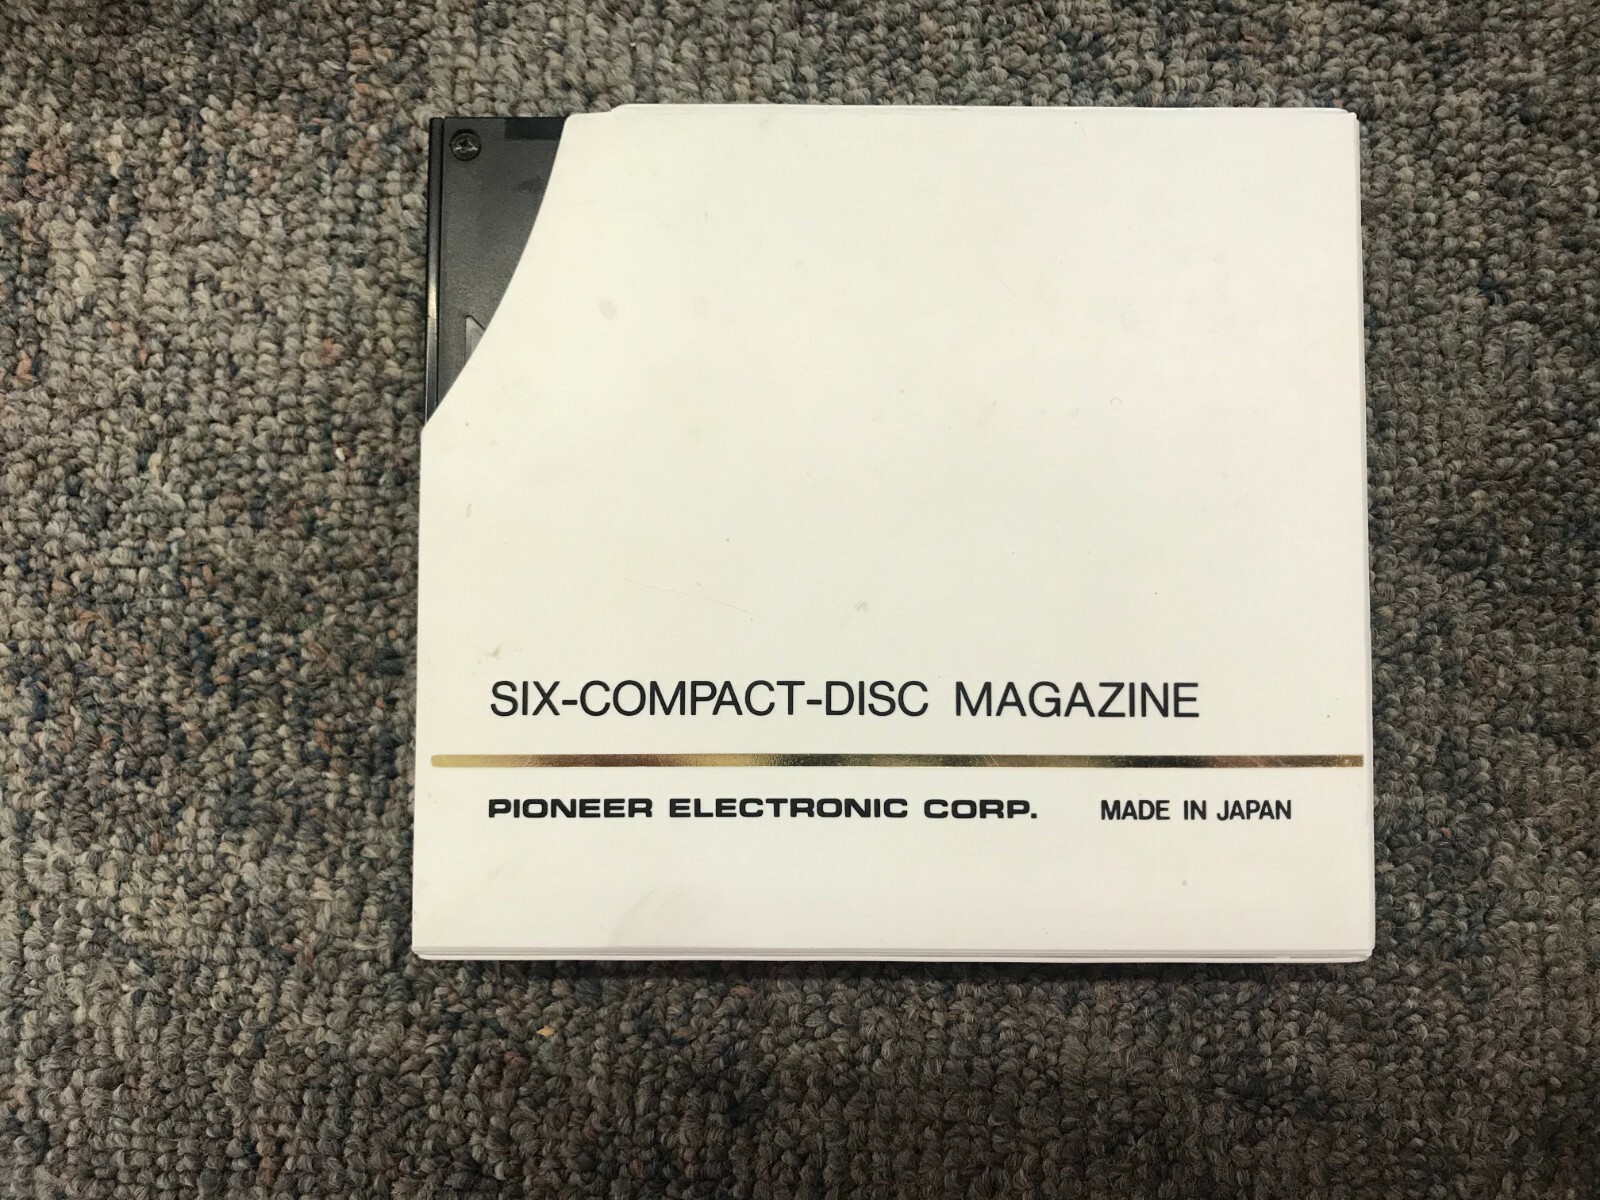 SIX-COMPACT-DISC MAGAZINE
PIONEER ELECTRONIC CORP. MADE IN JAPAN